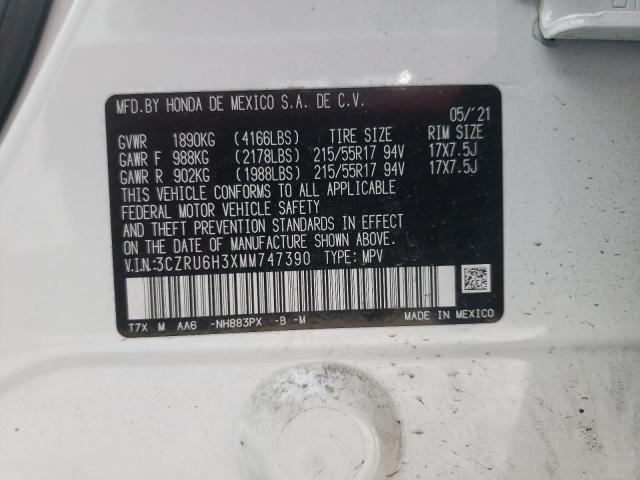 MFD.BY HONDA DE MEXICO S.A. DE C.V. 05/'21
GVWR 1890KG (4166LBS) TIRE SIZE RIM SIZE
GAWR F 988KG (2178LBS) 215/55R17 94V 17X7.5J
GAWR R 902KG (1988LBS) 215/55R17 94V 17X7.5J
THIS VEHICLE CONFORMS TO ALL APPLICABLE
FEDERAL MOTOR VEHICLE SAFETY
AND THEFT PREVENTION STANDARDS IN EFFECT
ON THE DATE OF MANUFACTURE SHOWN ABOVE.
V.I.N:3CZRU6H3XMM747390 TYPE: MPV
T7X M AA6 -NH883PX -B -M MADE IN MEXICO